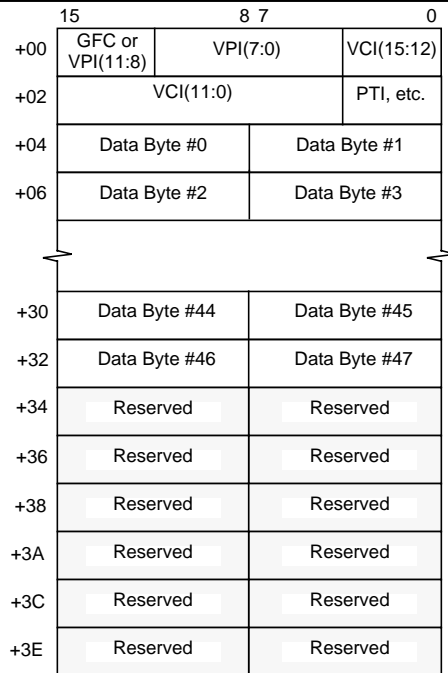 15 8 7 0
+00 GFC or VPI(11:8) VPI(7:0) VCI(15:12)
+02 VCI(11:0) PTI, etc.
+04 Data Byte #0 Data Byte #1
+06 Data Byte #2 Data Byte #3
+30 Data Byte #44 Data Byte #45
+32 Data Byte #46 Data Byte #47
+34 Reserved Reserved
+36 Reserved Reserved
+38 Reserved Reserved
+3A Reserved Reserved
+3C Reserved Reserved
+3E Reserved Reserved